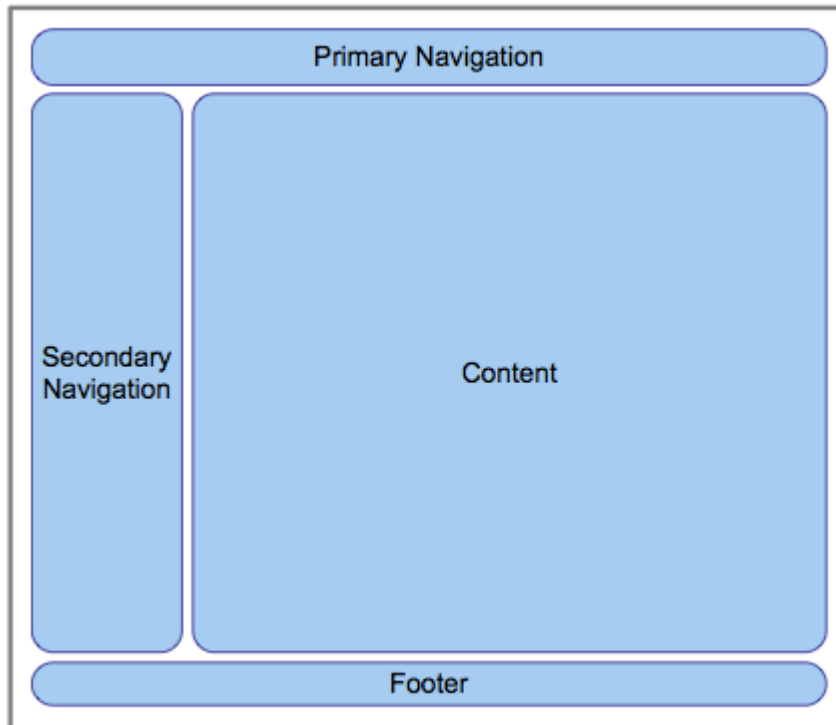 Primary Navigation
Secondary
Navigation
Content
Footer